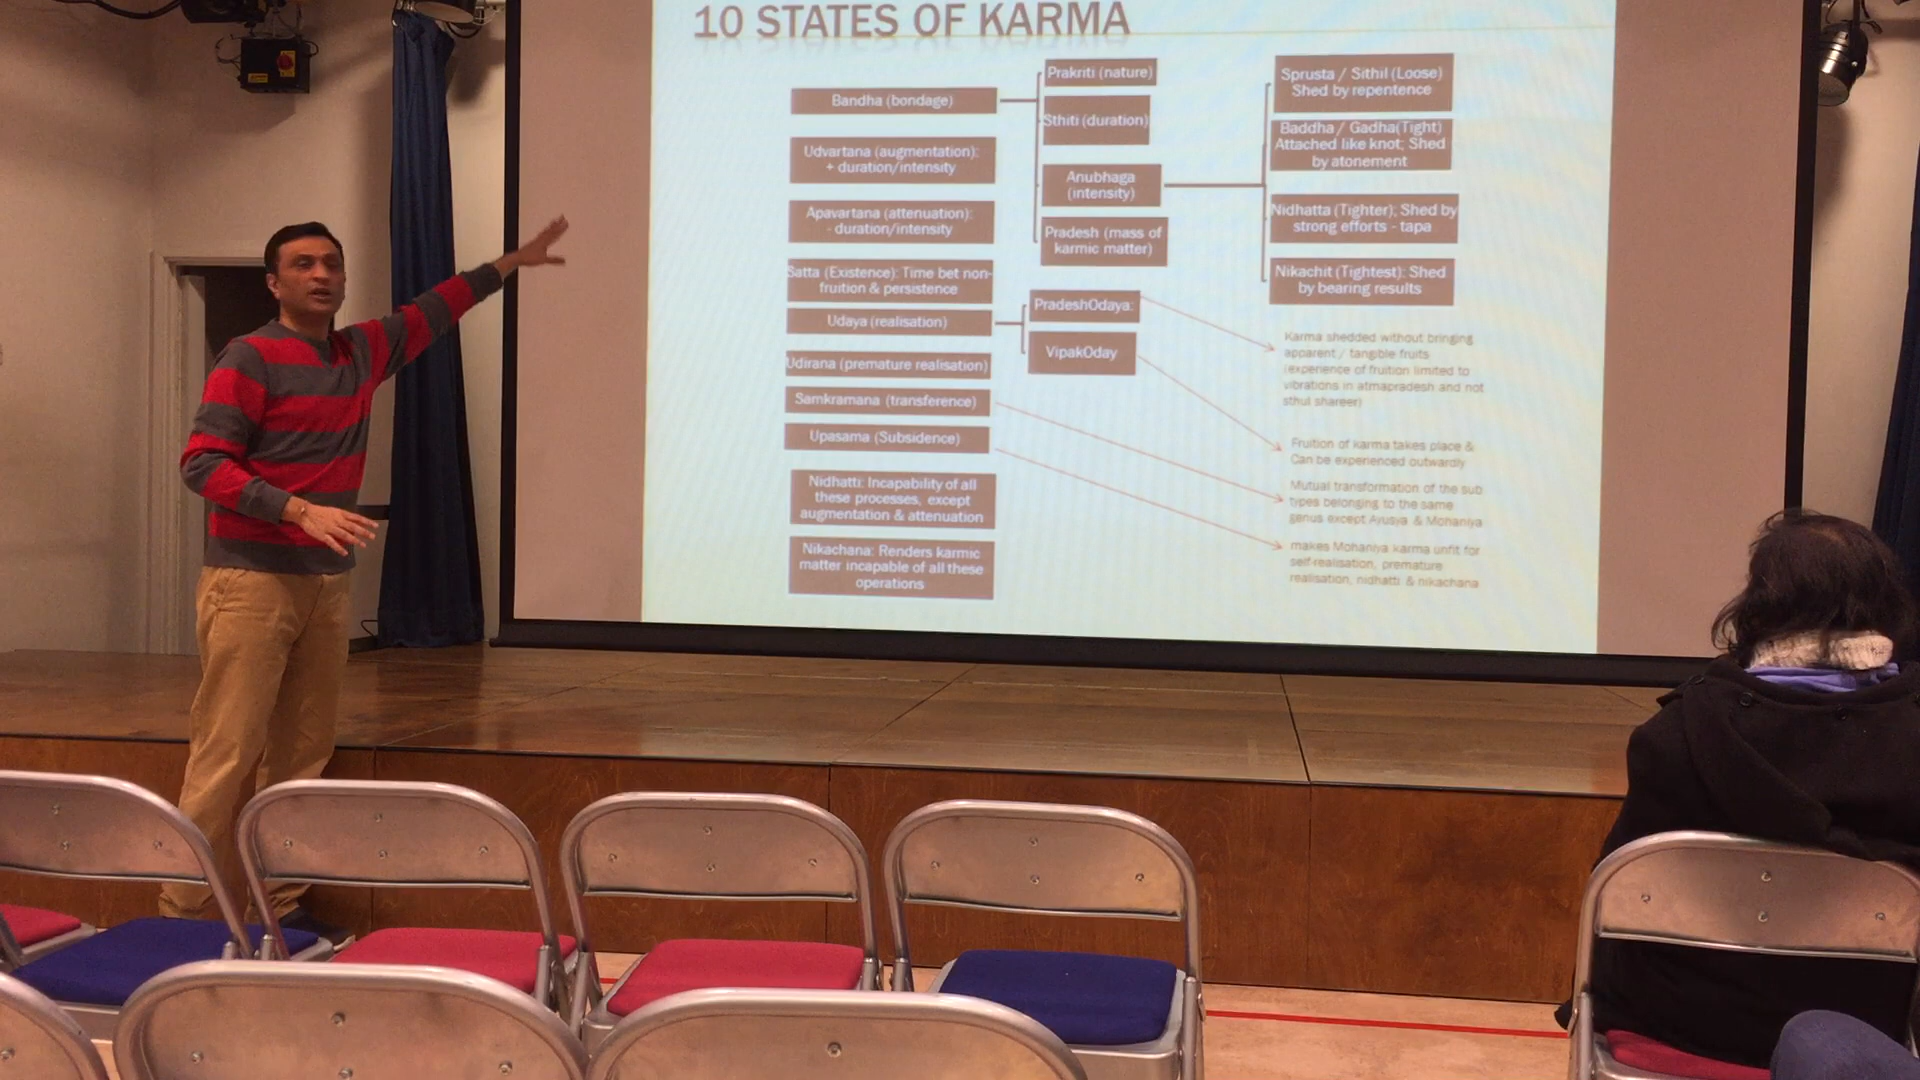 10 STATES OF KARMA
Bandha (bondage)
Udvartana (augmentation):
+ duration/intensity
Apavartana (attenuation):
- duration/intensity
Satta (Existence): Time bet non-
fruition & persistence
Udaya (realisation)
Udirana (premature realisation)
Samkramana (transference)
Upasama (Subsidence)
Nidhatti: Incapability of all
these processes, except
augmentation & attenuation
Nikachana: Renders karmic
matter incapable of all these
operations
Prakriti (nature)
Sthiti (duration)
Anubhaga
(intensity)
Pradesh (mass of
karmic matter)
PradeshOdaya:
VipakOday
Sprusta / Sithil (Loose)
Shed by repentence
Baddha / Gadha(Tight)
Attached like knot; Shed
by atonement
Nidhatta (Tighter); Shed by
strong efforts - tapa
Nikachit (Tightest): Shed
by bearing results
Karma shedded without bringing
apparent / tangible fruits
(experience of fruition limited to
vibrations in atmapradesh and not
sthul shareer)
Fruition of karma takes place &
Can be experienced outwardly
Mutual transformation of the sub
types belonging to the same
genus except Ayusya & Mohaniya
makes Mohaniya karma unfit for
self-realisation, premature
realisation, nidhatti & nikachana